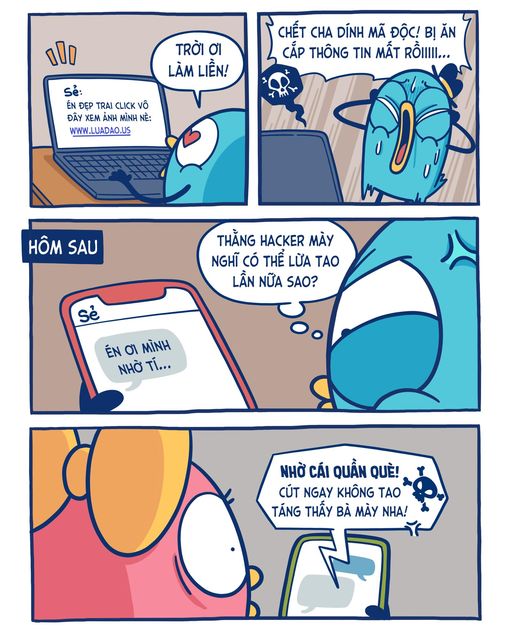 Sẻ:
ÉN ĐẸP TRAI CLICK VÔ
ĐÂY XEM ẢNH MÌNH NÈ:
WWW.LUADAO.US
TRỜI ƠI
LÀM LIỀN!
CHẾT CHA DÍNH MÃ ĐỘC! BỊ ĂN
CẮP THÔNG TIN MẤT RỒIIIII...
HÔM SAU
Sẻ
ÉN ƠI MÌNH
NHỜ TÍ...
THẰNG HACKER MÀY
NGHĨ CÓ THỂ LỪA TAO
LẦN NỮA SAO?
NHỜ CÁI QUẦN QUÈ!
CÚT NGAY KHÔNG TAO
TÁNG THẤY BÀ MÀY NHA!